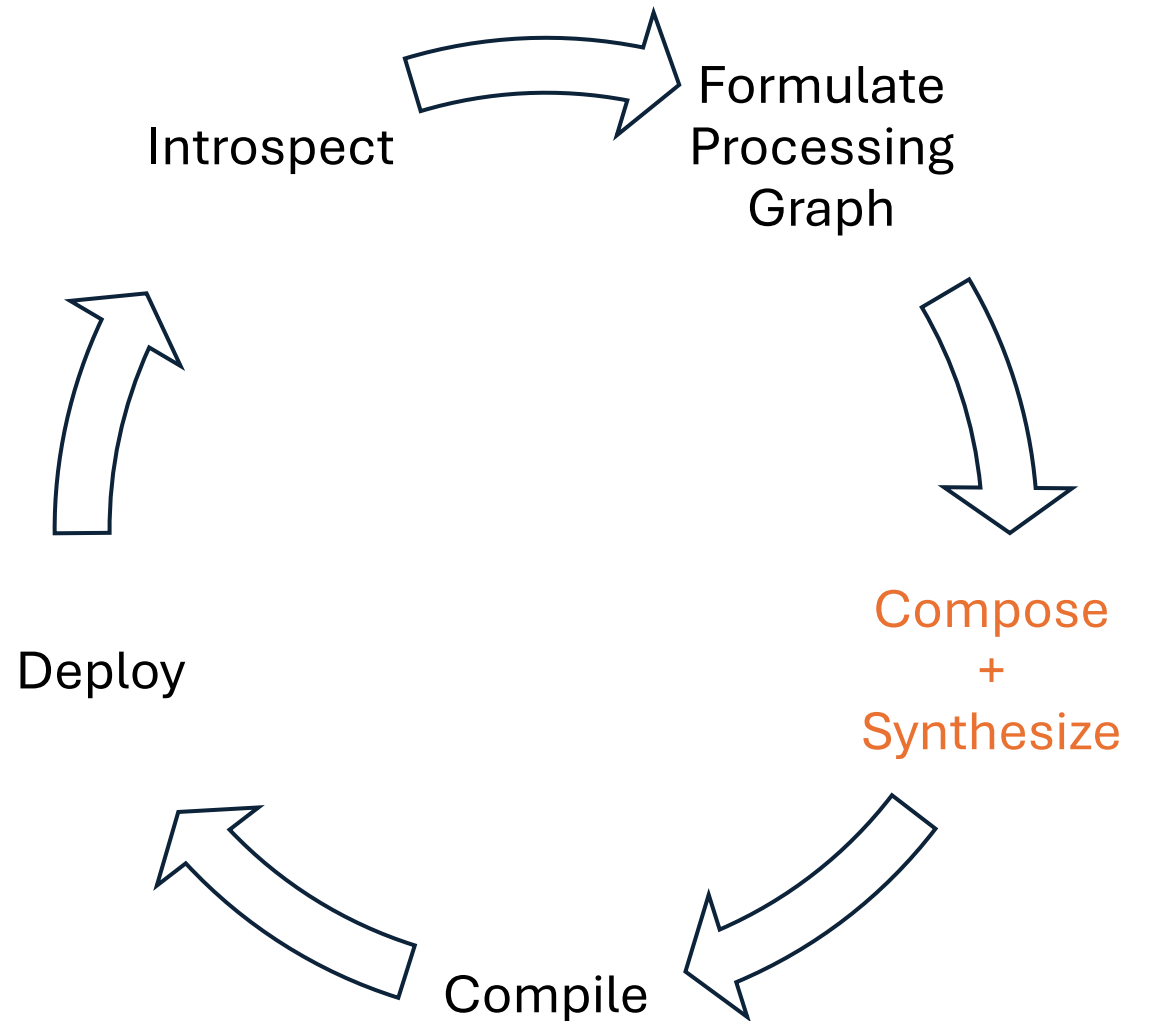 Introspect
Formulate
Processing
Graph
Compose
+
Synthesize
Compile
Deploy